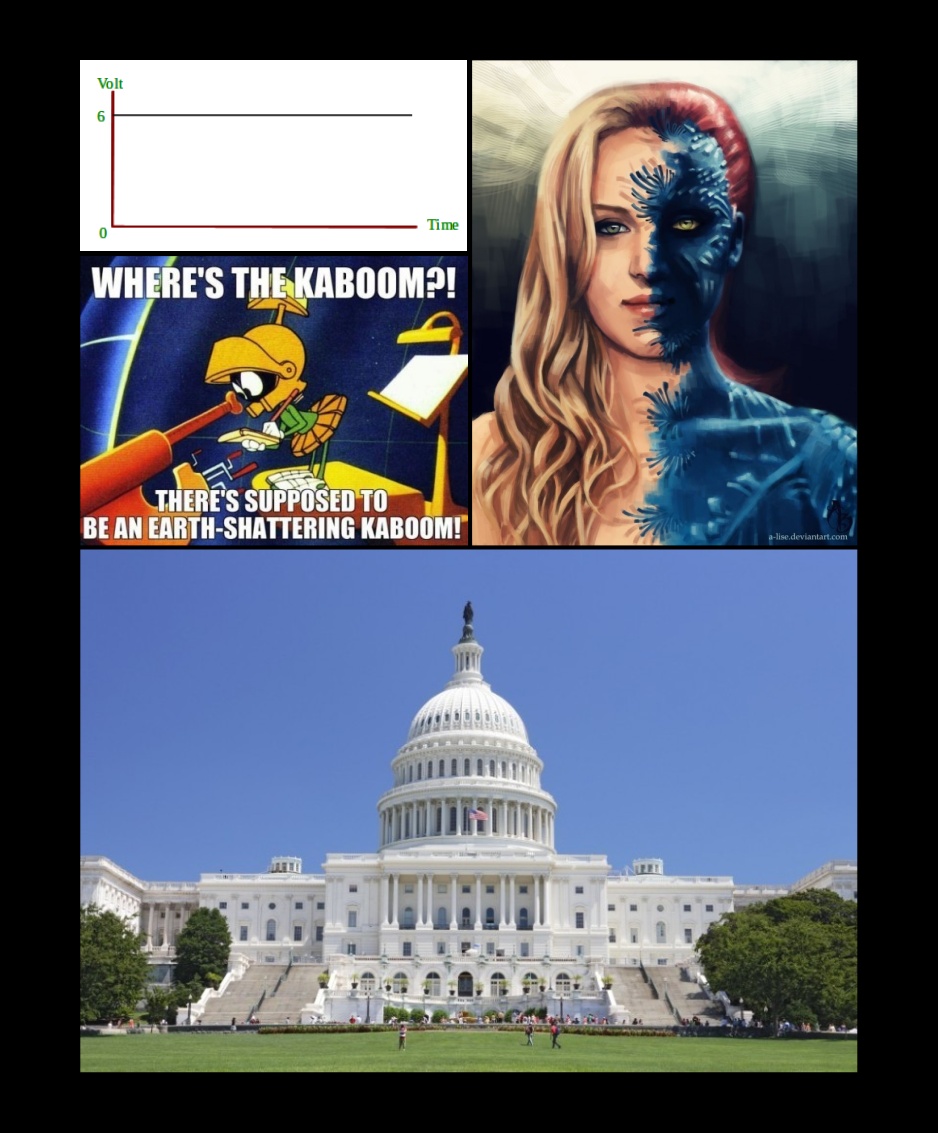 Volt
6
0
Time
WHERE'S THE KABOOM?!
THERE'S SUPPOSED TO
BE AN EARTH-SHATTERING KABOOM!
a-lise.deviantart.com